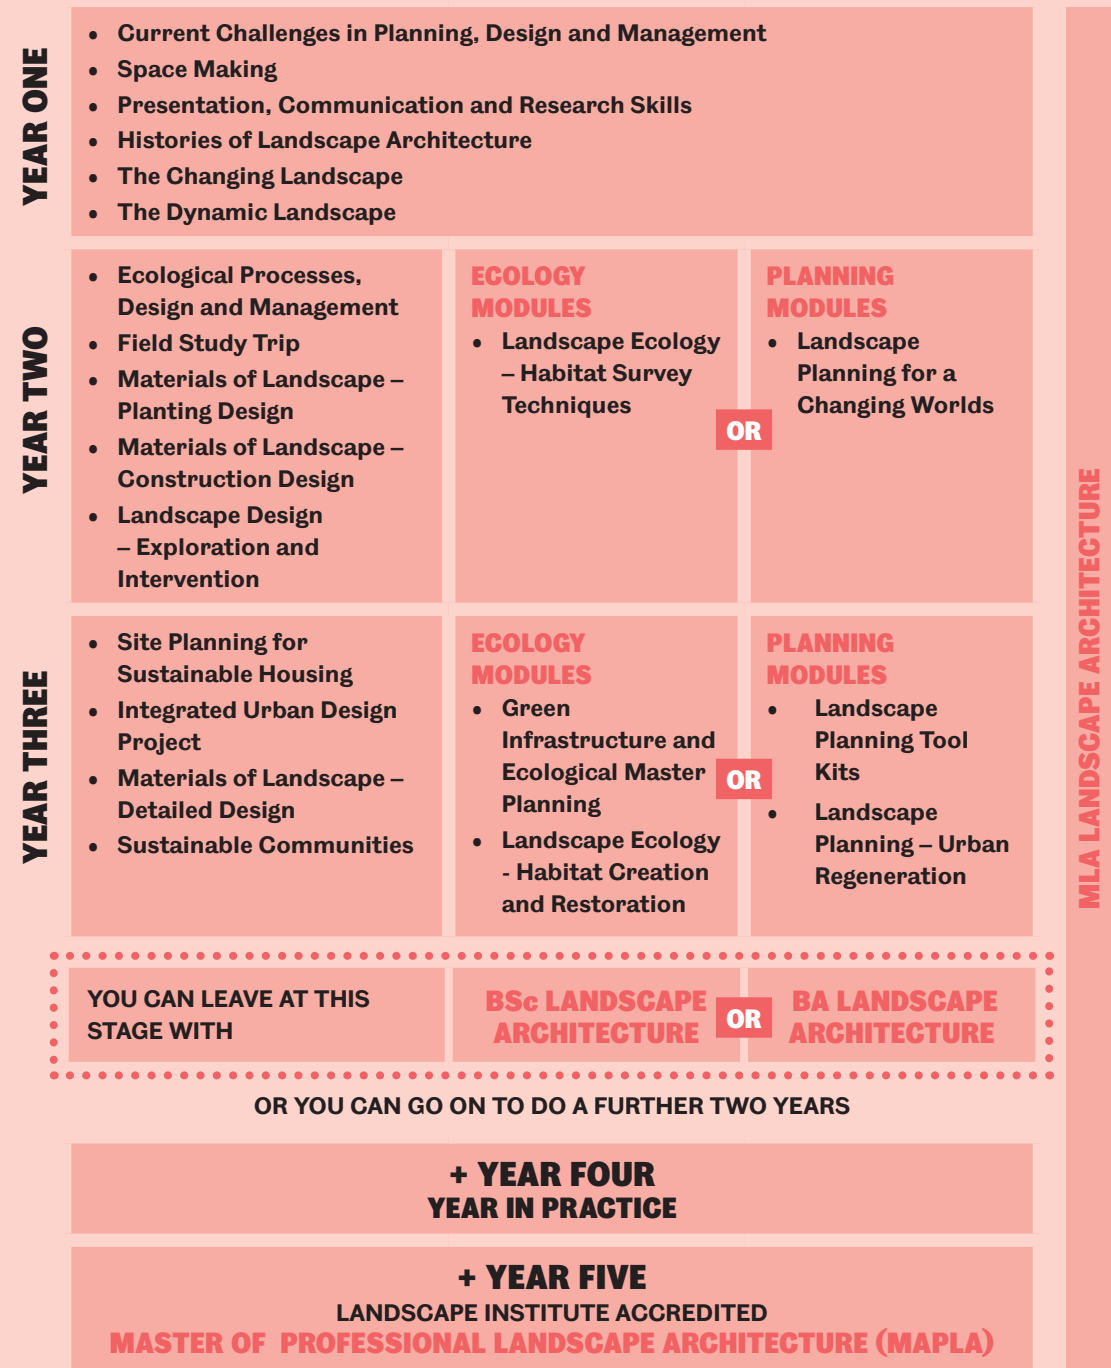 YEAR ONE
• Current Challenges in Planning, Design and Management
• Space Making
• Presentation, Communication and Research Skills
• Histories of Landscape Architecture
• The Changing Landscape
• The Dynamic Landscape
YEAR TWO
• Ecological Processes,
Design and Management
• Field Study Trip
• Materials of Landscape –
Planting Design
• Materials of Landscape –
Construction Design
• Landscape Design
– Exploration and
Intervention
ECOLOGY
MODULES
• Landscape Ecology
– Habitat Survey
Techniques
OR
PLANNING
MODULES
• Landscape
Planning for a
Changing Worlds
YEAR THREE
• Site Planning for
Sustainable Housing
• Integrated Urban Design
Project
• Materials of Landscape –
Detailed Design
• Sustainable Communities
ECOLOGY
MODULES
• Green
Infrastructure and
Ecological Master
Planning
• Landscape Ecology
- Habitat Creation
and Restoration
OR
PLANNING
MODULES
• Landscape
Planning Tool
Kits
• Landscape
Planning – Urban
Regeneration
YOU CAN LEAVE AT THIS
STAGE WITH
BSc LANDSCAPE
ARCHITECTURE
OR
BA LANDSCAPE
ARCHITECTURE
OR YOU CAN GO ON TO DO A FURTHER TWO YEARS
+ YEAR FOUR
YEAR IN PRACTICE
+ YEAR FIVE
LANDSCAPE INSTITUTE ACCREDITED
MASTER OF PROFESSIONAL LANDSCAPE ARCHITECTURE (MAPLA)
MLA LANDSCAPE ARCHITECTURE